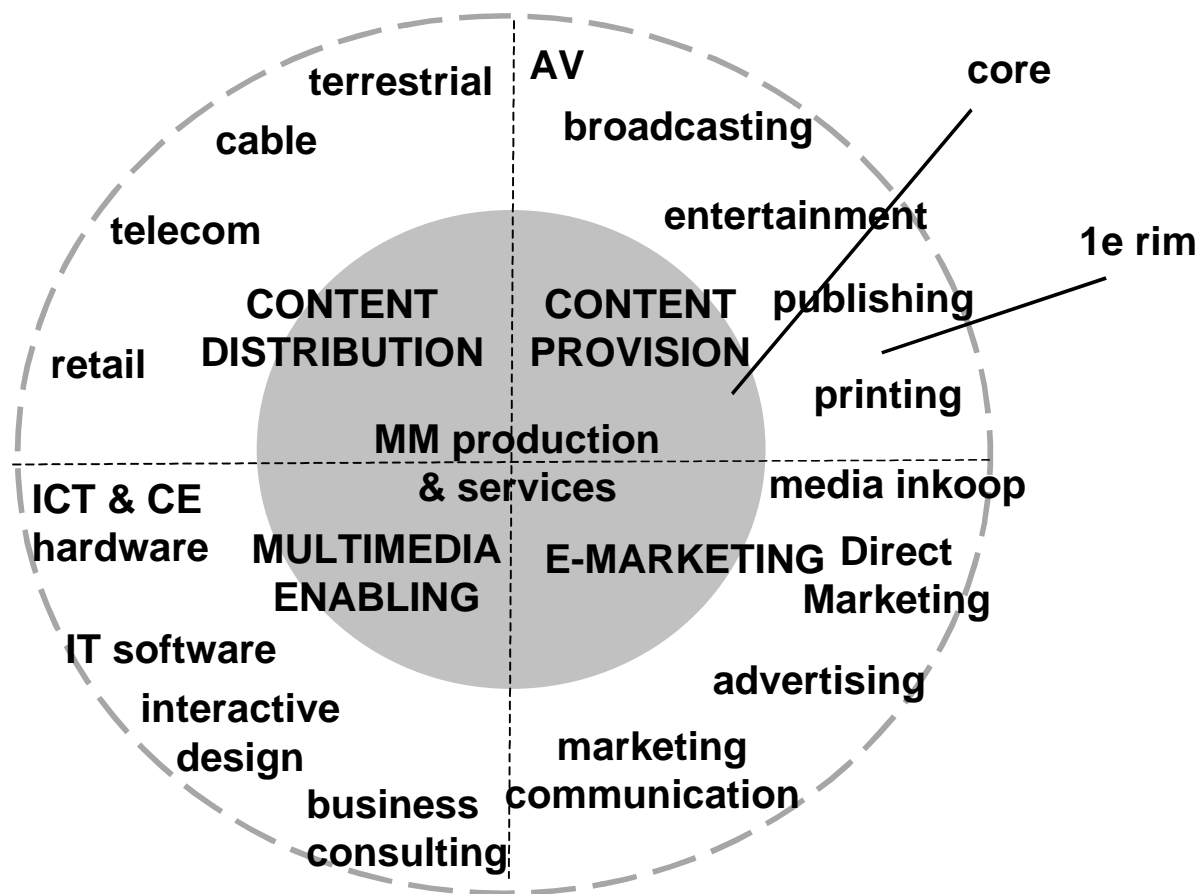 terrestrial
AV
core
broadcasting
cable
entertainment
telecom
1e rim
CONTENT
DISTRIBUTION
CONTENT
PROVISION
publishing
retail
printing
MM production
& services
media inkoop
ICT & CE
hardware
MULTIMEDIA
ENABLING
E-MARKETING
Direct
Marketing
IT software
advertising
interactive
design
marketing
communication
business
consulting